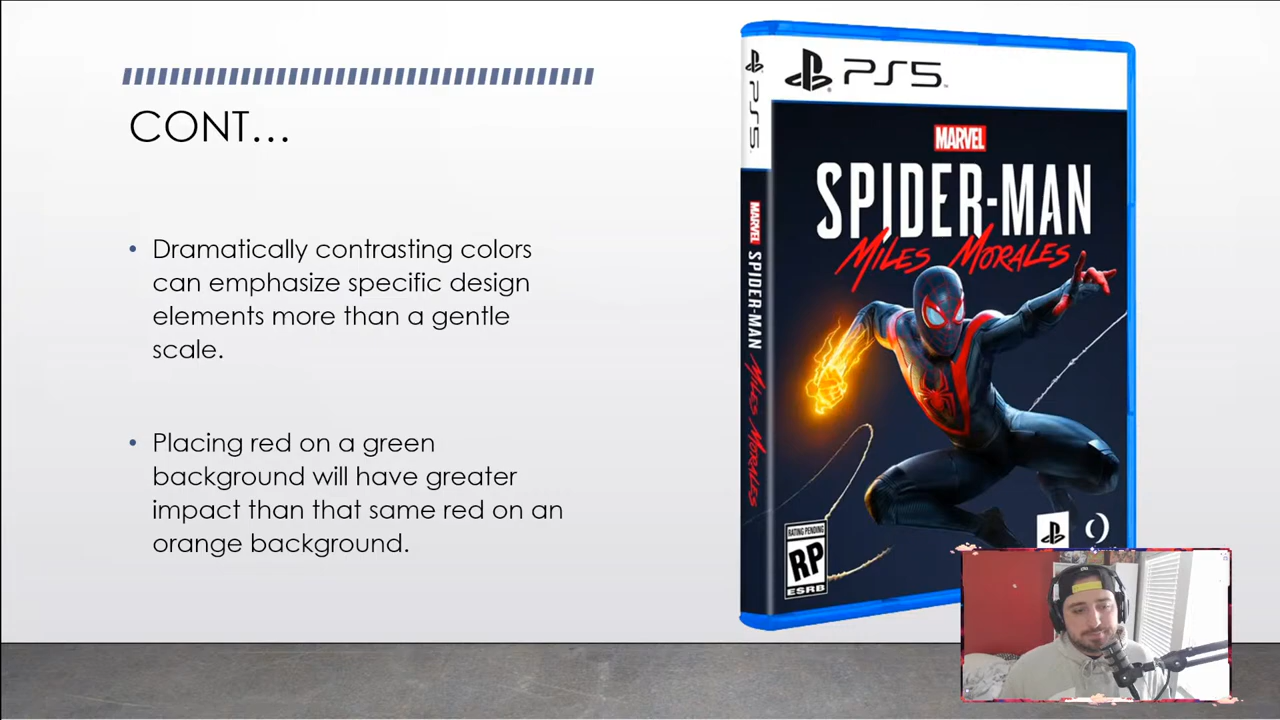 CONT...
• Dramatically contrasting colors
can emphasize specific design
elements more than a gentle
scale.
• Placing red on a green
background will have greater
impact than that same red on an
orange background.
PS5
PS5
MARVEL
SPIDER-MAN
MILES MORALES
MARVEL SPIDER-MAN MILES MORALES
RATING PENDING
RP
ESRB